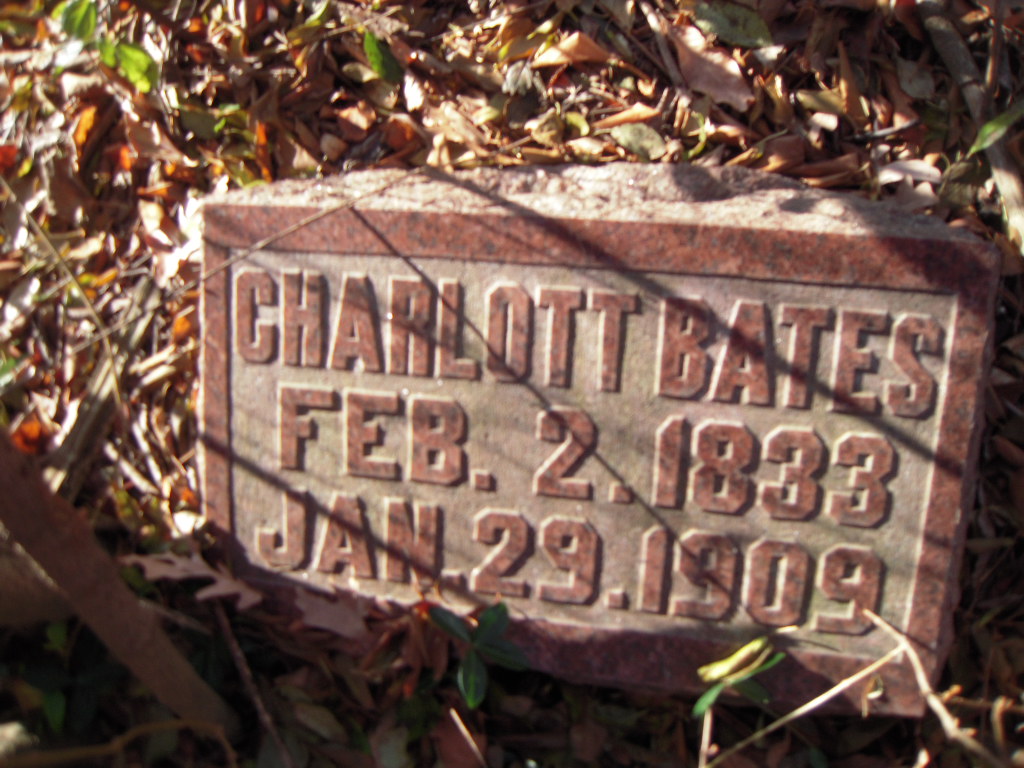 CHARLOTT BATES
FEB. 2. 1833
JAN. 29. 1909